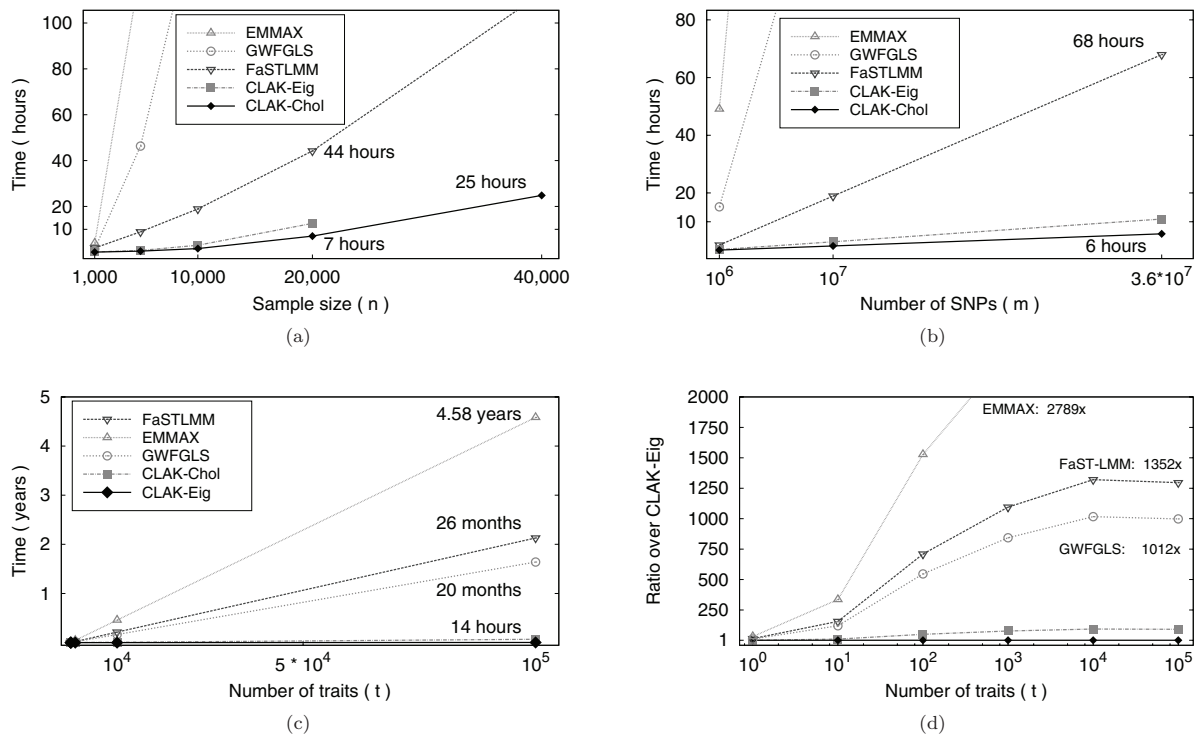 100
80
60
40
20
10
Time ( hours )
EMMAX
GWFGLS
FaSTLMM
CLAK-Eig
CLAK-Chol
44 hours
25 hours
7 hours
1,000
10,000
20,000
40,000
Sample size ( n )
(a)
80
60
40
20
10
Time ( hours )
EMMAX
GWFGLS
FaSTLMM
CLAK-Eig
CLAK-Chol
68 hours
6 hours
10^6
10^7
3.6*10^7
Number of SNPs ( m )
(b)
5
4
3
2
1
Time ( years )
FaSTLMM
EMMAX
GWFGLS
CLAK-Chol
CLAK-Eig
4.58 years
26 months
20 months
14 hours
10^4
5 * 10^4
10^5
Number of traits ( t )
(c)
2000
1750
1500
1250
1000
750
500
250
1
Ratio over CLAK-Eig
EMMAX: 2789x
FaST-LMM: 1352x
GWFGLS: 1012x
10^0
10^1
10^2
10^3
10^4
10^5
Number of traits ( t )
(d)